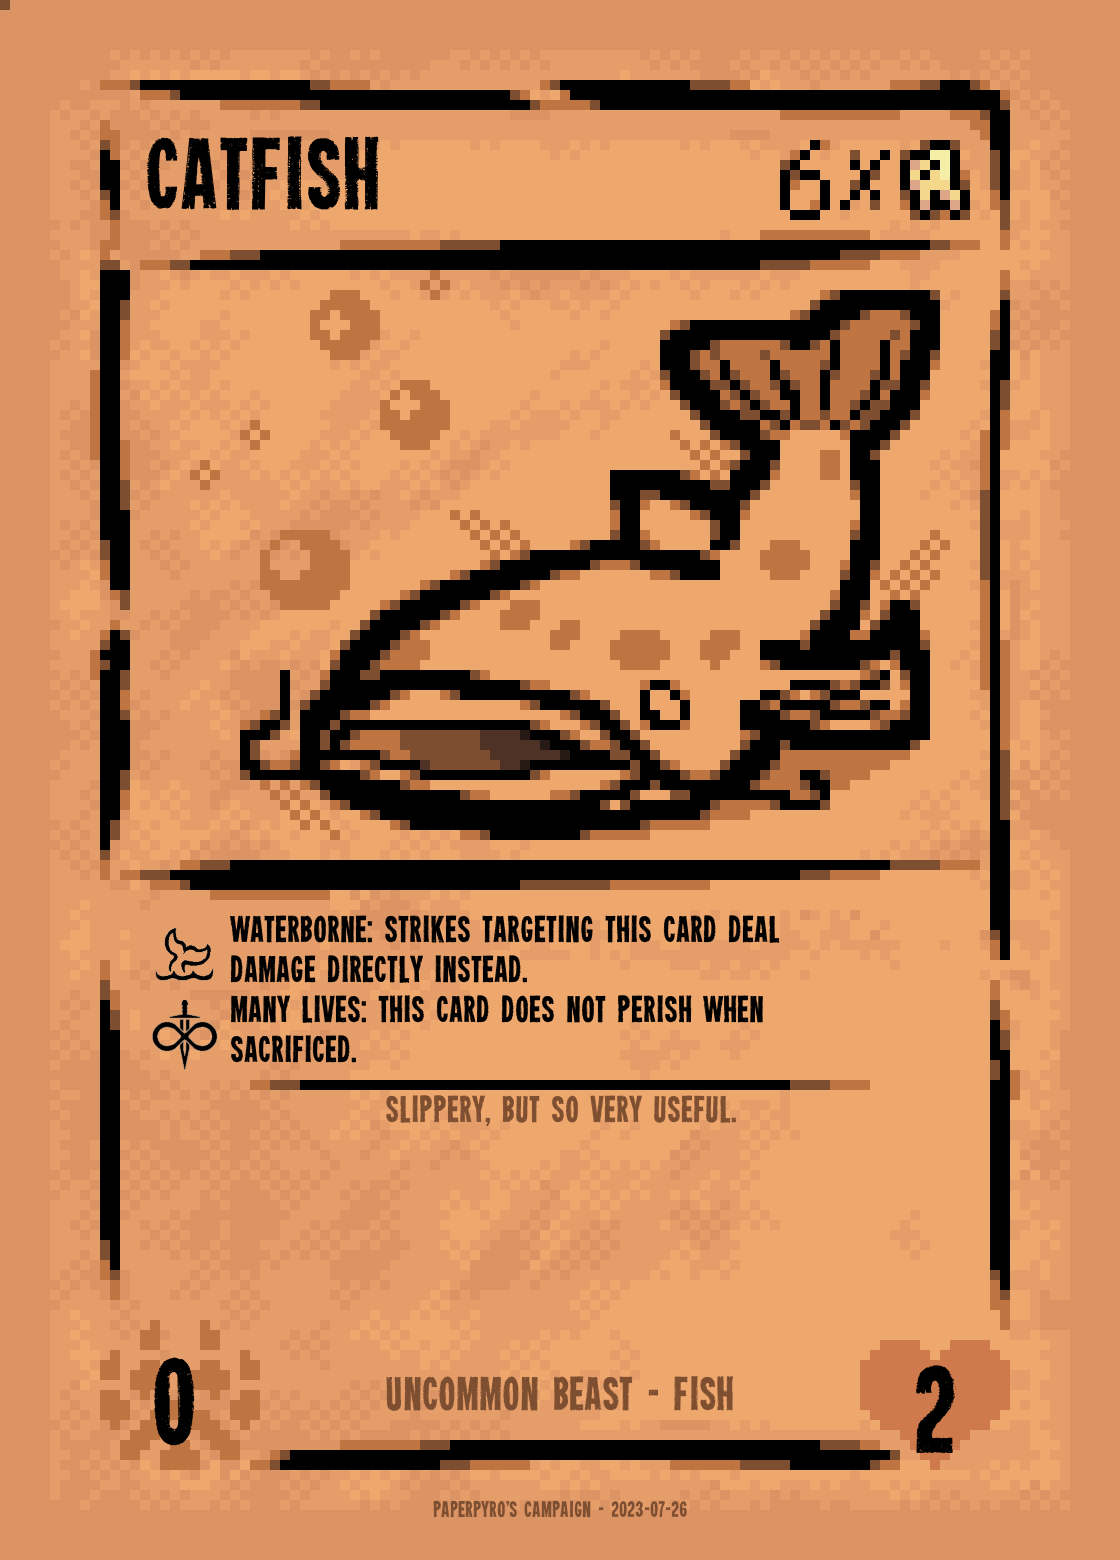 CATFISH 6x
WATERBORNE: STRIKES TARGETING THIS CARD DEAL
DAMAGE DIRECTLY INSTEAD.
MANY LIVES: THIS CARD DOES NOT PERISH WHEN
SACRIFICED.
SLIPPERY, BUT SO VERY USEFUL.
0 UNCOMMON BEAST - FISH 2
PAPERPYRO'S CAMPAIGN - 2023-07-26